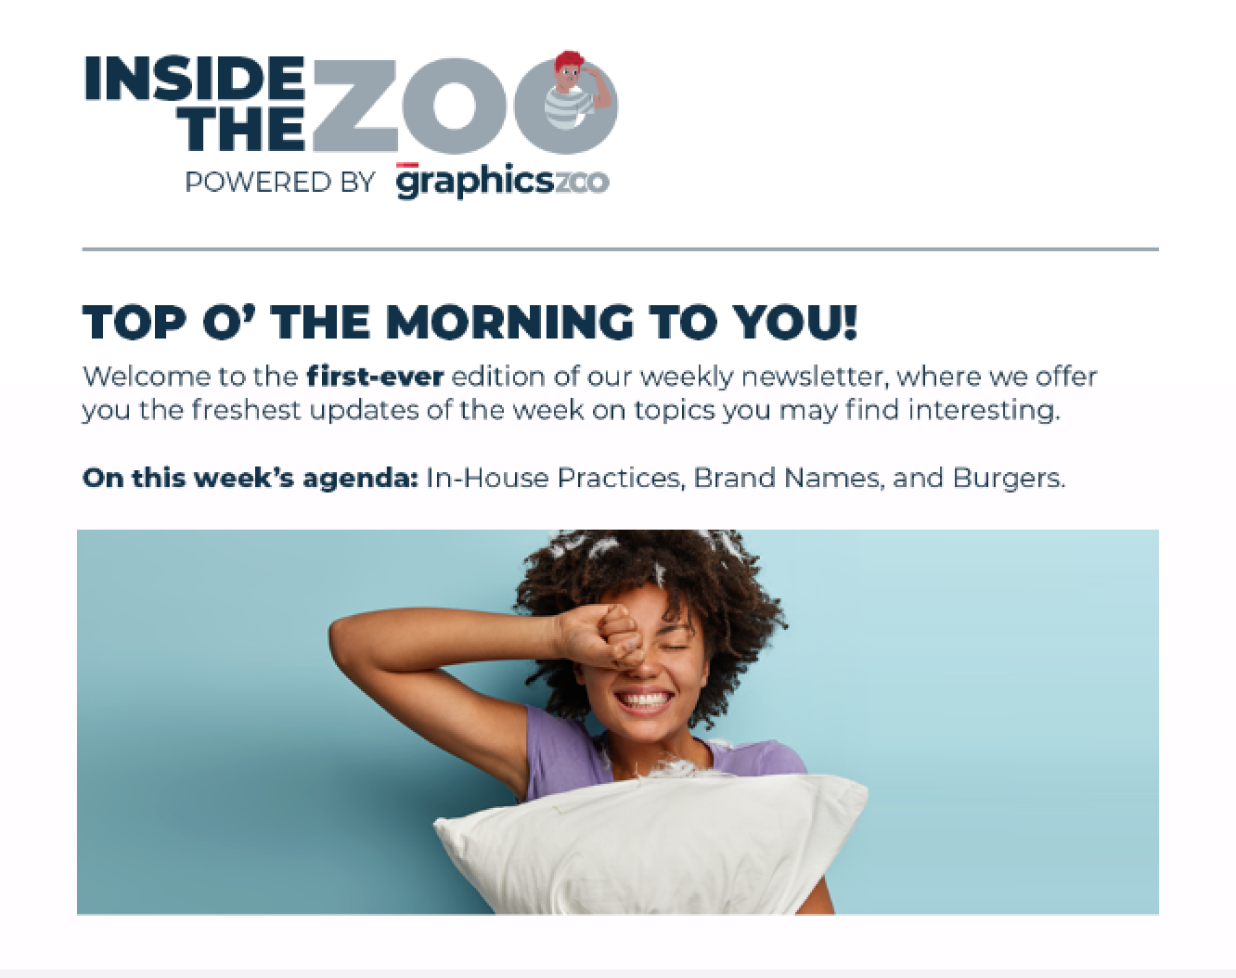 INSIDE
THE ZOO
POWERED BY graphicszoo
TOP O’ THE MORNING TO YOU!
Welcome to the first-ever edition of our weekly newsletter, where we offer
you the freshest updates of the week on topics you may find interesting.
On this week’s agenda: In-House Practices, Brand Names, and Burgers.